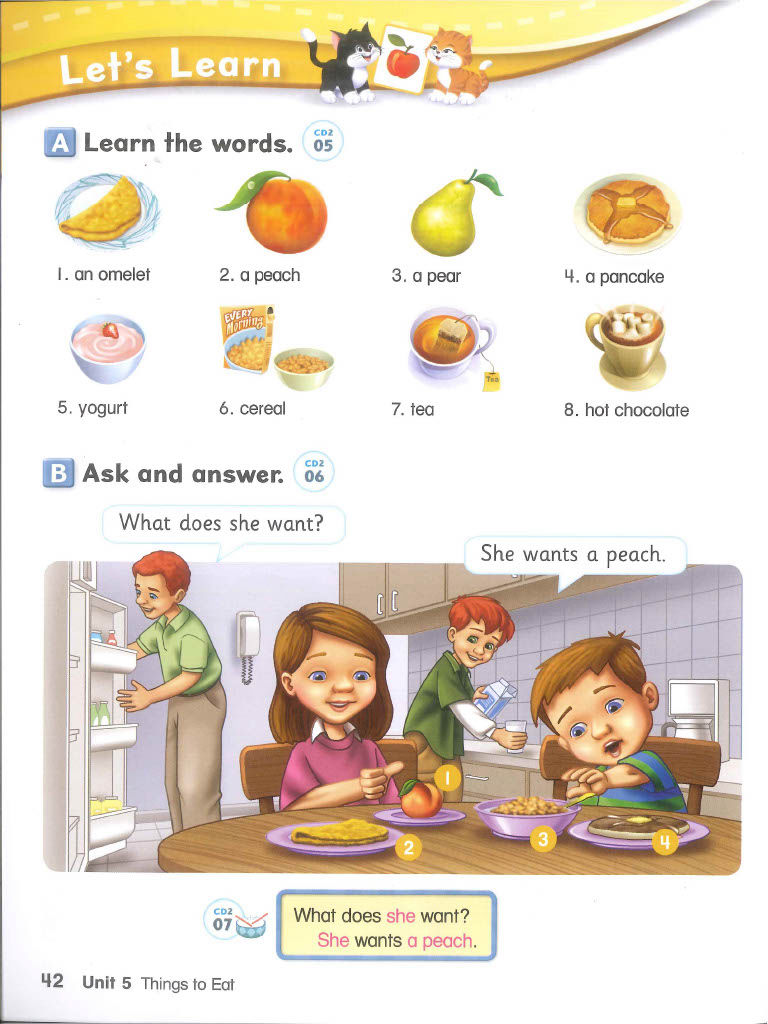 Let's Learn
A Learn the words. CD2 05
1. an omelet
2. a peach
3. a pear
4. a pancake
EVERY
Morning
Tea
5. yogurt
6. cereal
7. tea
8. hot chocolate
B Ask and answer. CD2 06
What does she want?
She wants a peach.
1
2
3
4
CD2
07
What does she want?
She wants a peach.
42 Unit 5 Things to Eat